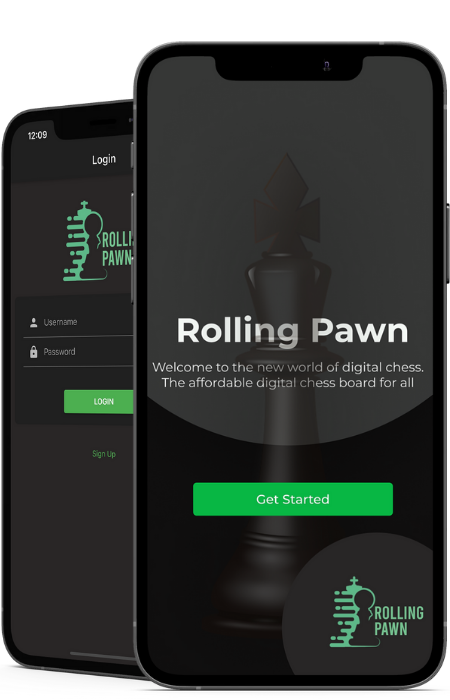 12:09
Login
ROLLI
PAWN
Username
Password
LOGIN
Sign Up
Rolling Pawn
Welcome to the new world of digital chess.
The affordable digital chess board for all
Get Started
ROLLING
PAWN